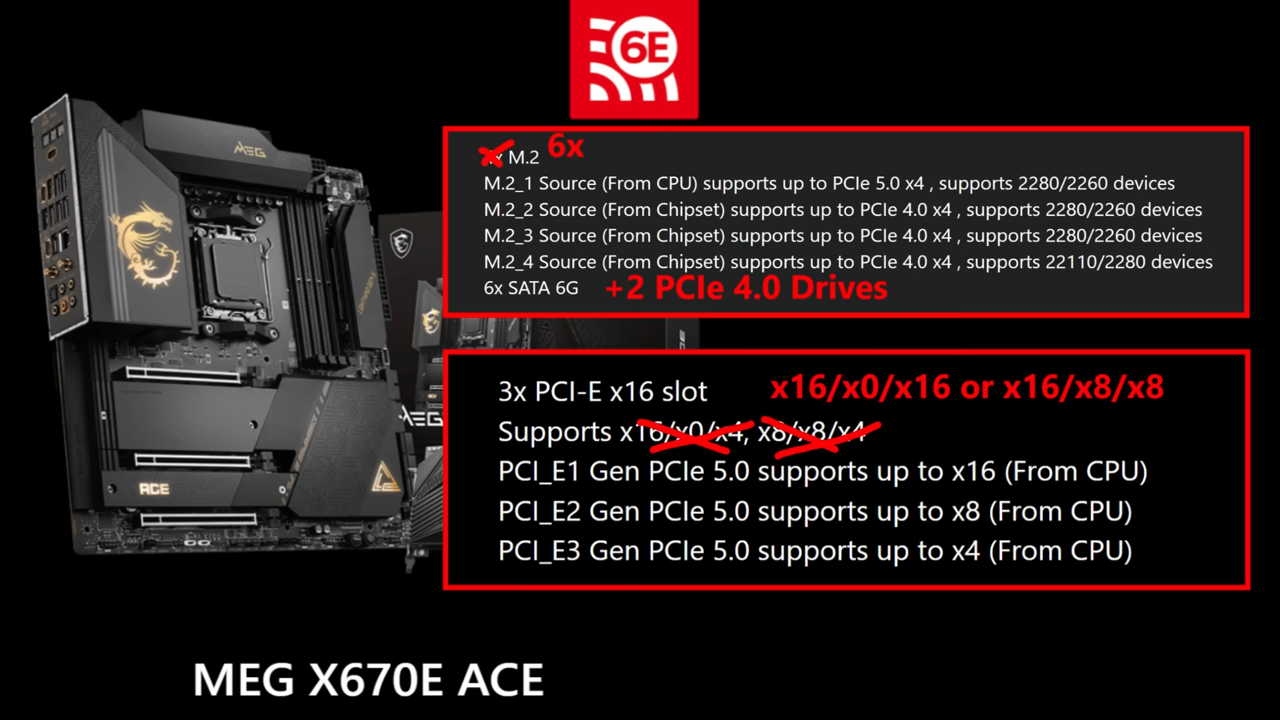 6E
MEG
M.2 6x
M.2_1 Source (From CPU) supports up to PCIe 5.0 x4 , supports 2280/2260 devices
M.2_2 Source (From Chipset) supports up to PCIe 4.0 x4 , supports 2280/2260 devices
M.2_3 Source (From Chipset) supports up to PCIe 4.0 x4 , supports 2280/2260 devices
M.2_4 Source (From Chipset) supports up to PCIe 4.0 x4 , supports 22110/2280 devices
6x SATA 6G +2 PCIe 4.0 Drives
3x PCI-E x16 slot x16/x0/x16 or x16/x8/x8
Supports x16/x0/x4, x8/x8/x4
PCI_E1 Gen PCIe 5.0 supports up to x16 (From CPU)
PCI_E2 Gen PCIe 5.0 supports up to x8 (From CPU)
PCI_E3 Gen PCIe 5.0 supports up to x4 (From CPU)
MEG
ACE
MEG X670E ACE